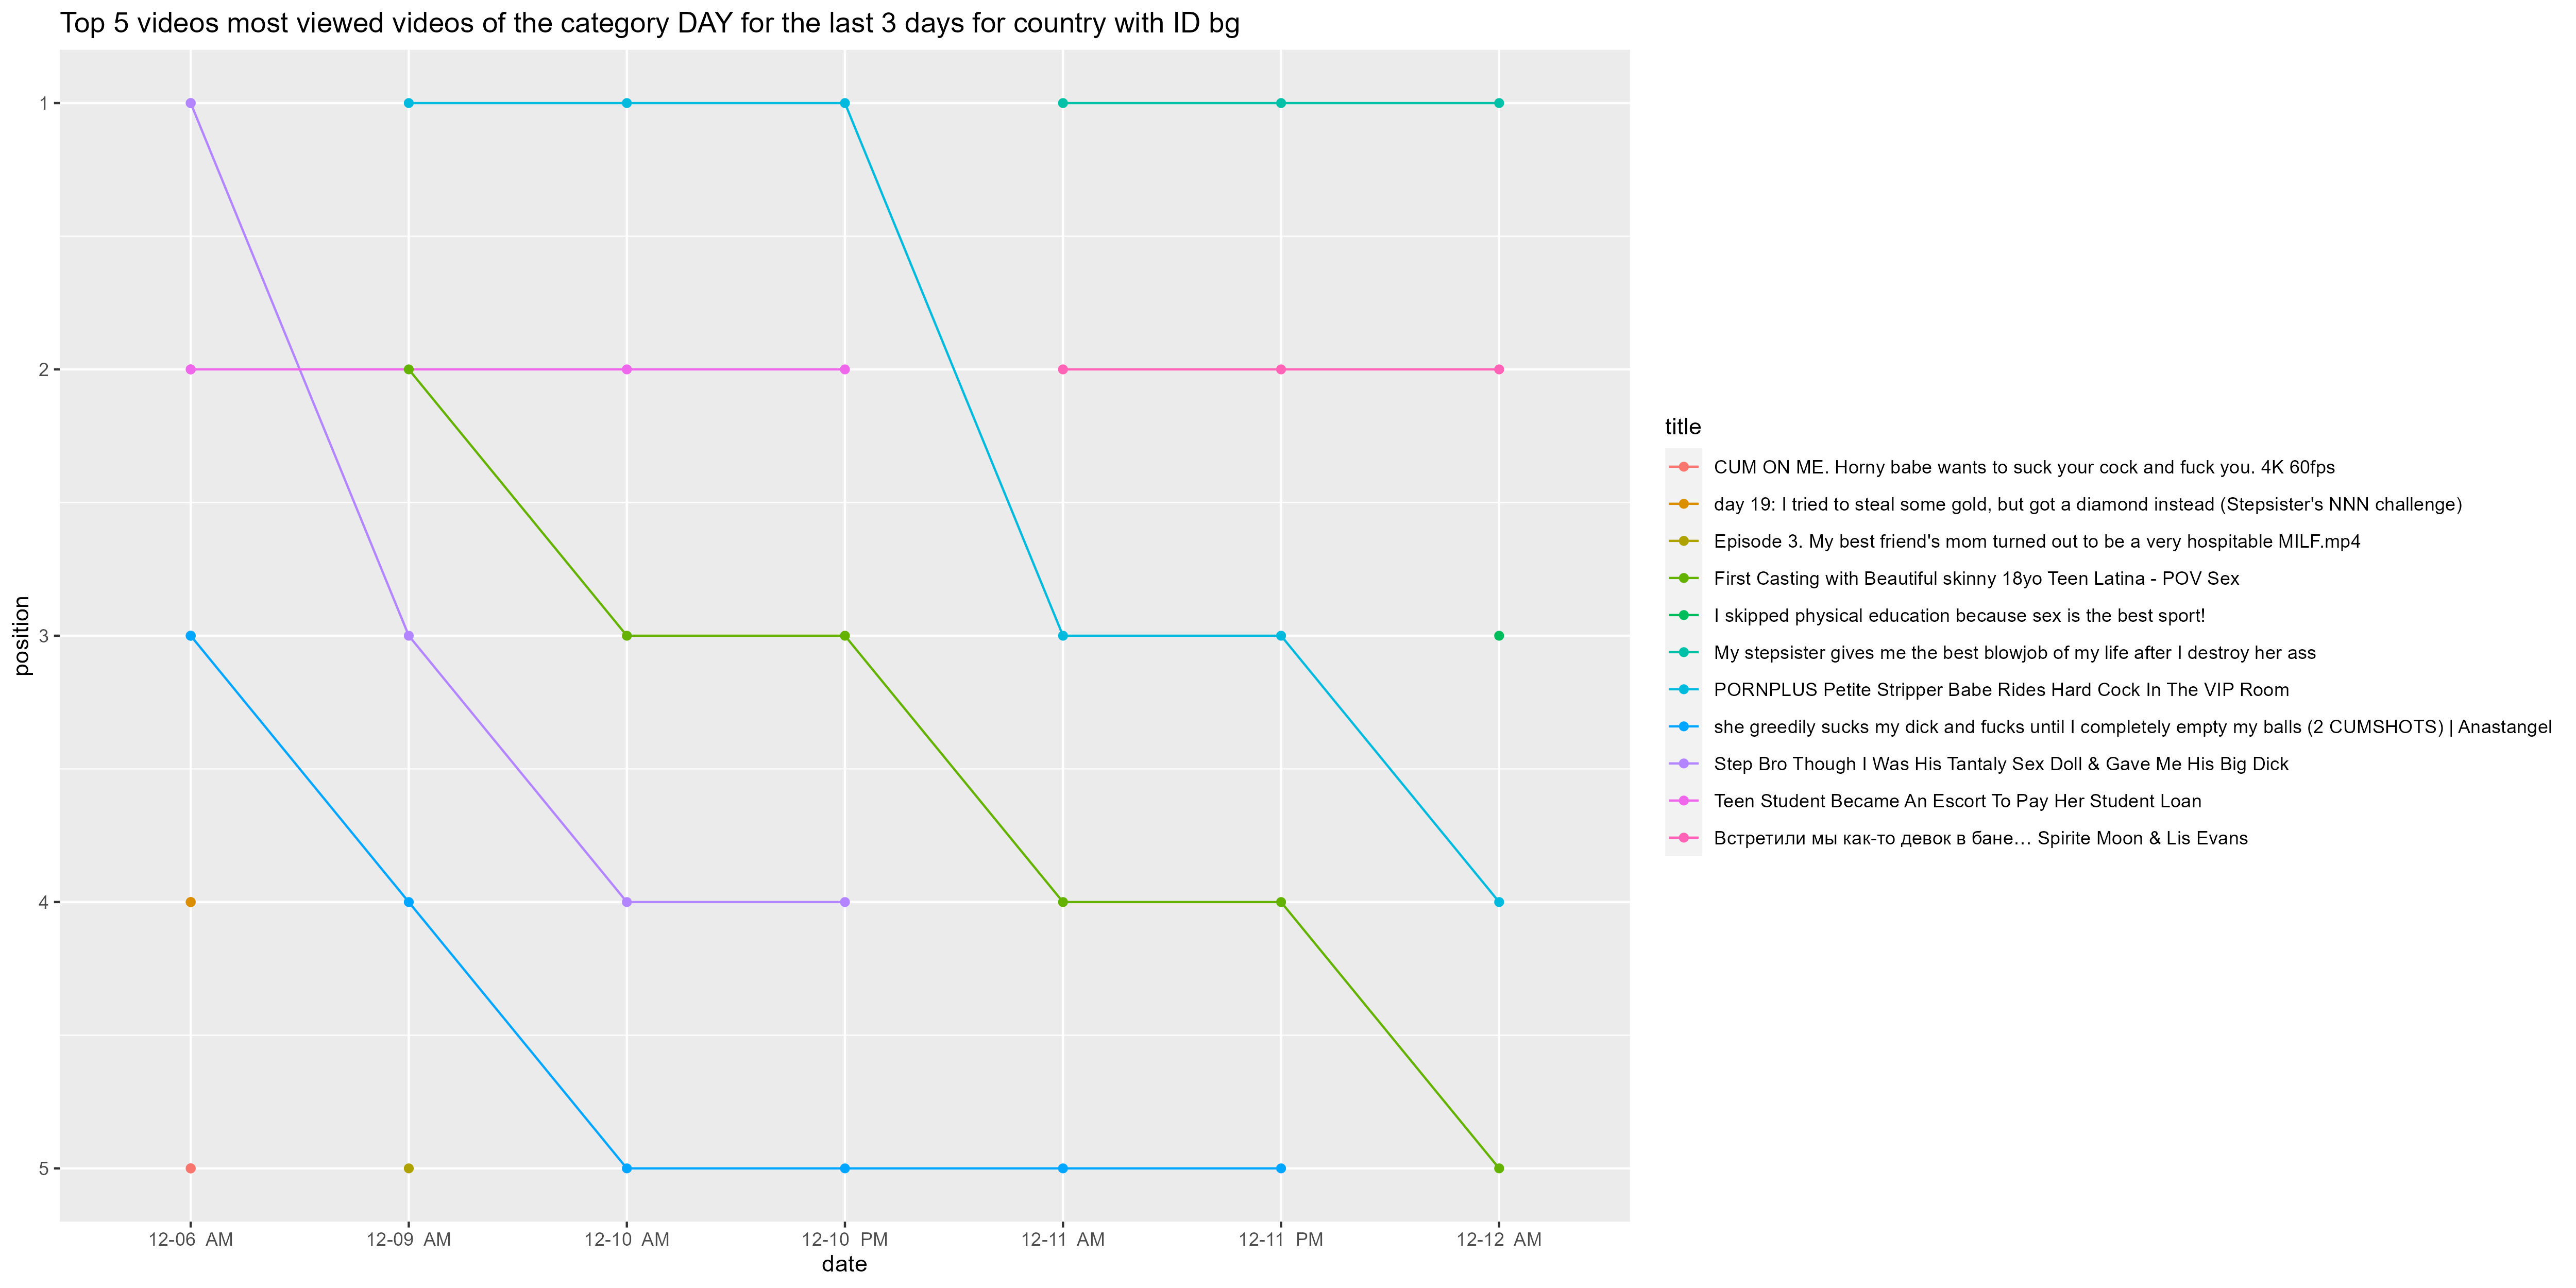 Top 5 videos most viewed videos of the category DAY for the last 3 days for country with ID bg
1
2
3
4
5
position
12-06 AM
12-09 AM
12-10 AM
12-10 PM
12-11 AM
12-11 PM
12-12 AM
date
title
CUM ON ME. Horny babe wants to suck your cock and fuck you. 4K 60fps
day 19: I tried to steal some gold, but got a diamond instead (Stepsister's NNN challenge)
Episode 3. My best friend's mom turned out to be a very hospitable MILF.mp4
First Casting with Beautiful skinny 18yo Teen Latina - POV Sex
I skipped physical education because sex is the best sport!
My stepsister gives me the best blowjob of my life after I destroy her ass
PORNPLUS Petite Stripper Babe Rides Hard Cock In The VIP Room
she greedily sucks my dick and fucks until I completely empty my balls (2 CUMSHOTS) | Anastangel
Step Bro Though I Was His Tantaly Sex Doll & Gave Me His Big Dick
Teen Student Became An Escort To Pay Her Student Loan
Встретили мы как-то девок в бане… Spirite Moon & Lis Evans